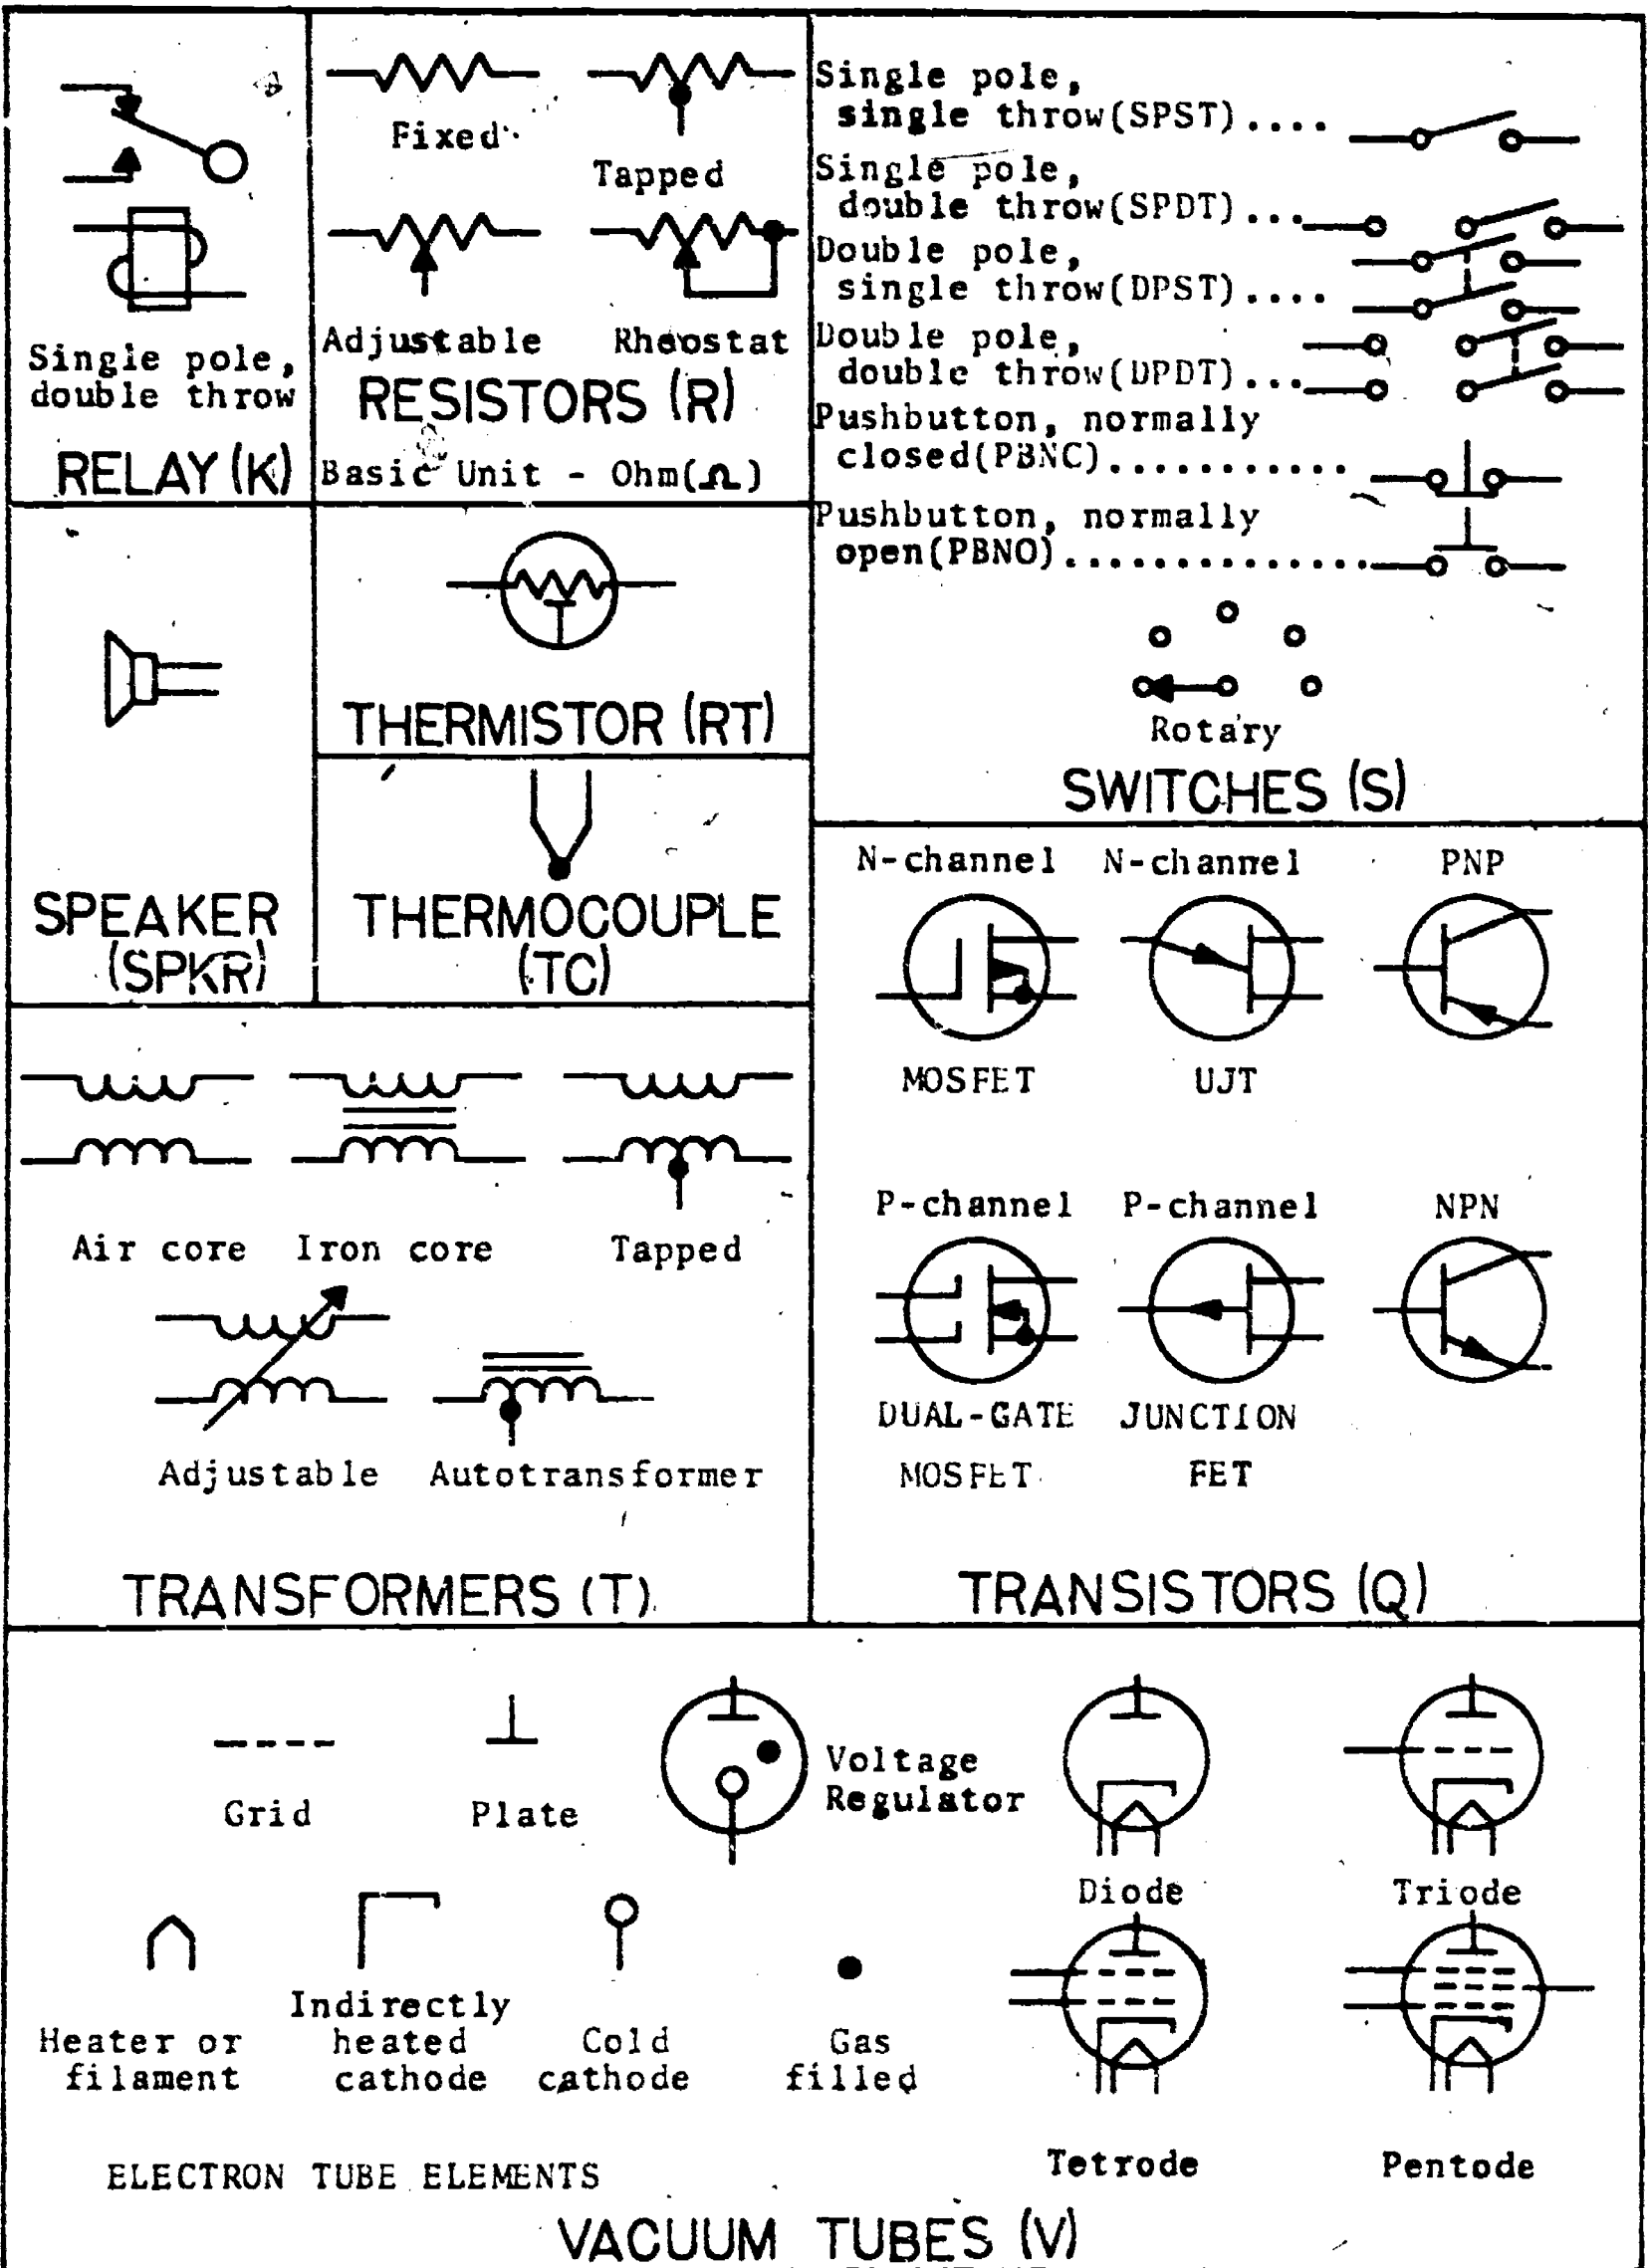 Single pole,
double throw
RELAY (K)
Fixed
Tapped
Adjustable
Rheostat
RESISTORS (R)
Basic Unit - Ohm(Ω)
Single pole,
single throw(SPST)....
Single pole,
double throw(SPDT)...
Double pole,
single throw(DPST)....
Double pole,
double throw(DPDT)...
Pushbutton, normally
closed(PBNC)...........
Pushbutton, normally
open(PBNO)..............
Rotary
SWITCHES (S)
SPEAKER
(SPKR)
THERMISTOR (RT)
THERMOCOUPLE
(TC)
N-channel
N-channel
PNP
MOSFET
UJT
P-channel
P-channel
NPN
DUAL-GATE
MOSFET
JUNCTION
FET
TRANSISTORS (Q)
Air core
Iron core
Tapped
Adjustable
Autotransformer
TRANSFORMERS (T)
Grid
Plate
Voltage
Regulator
Diode
Triode
Heater or
filament
Indirectly
heated
cathode
Cold
cathode
Gas
filled
Tetrode
Pentode
ELECTRON TUBE ELEMENTS
VACUUM TUBES (V)